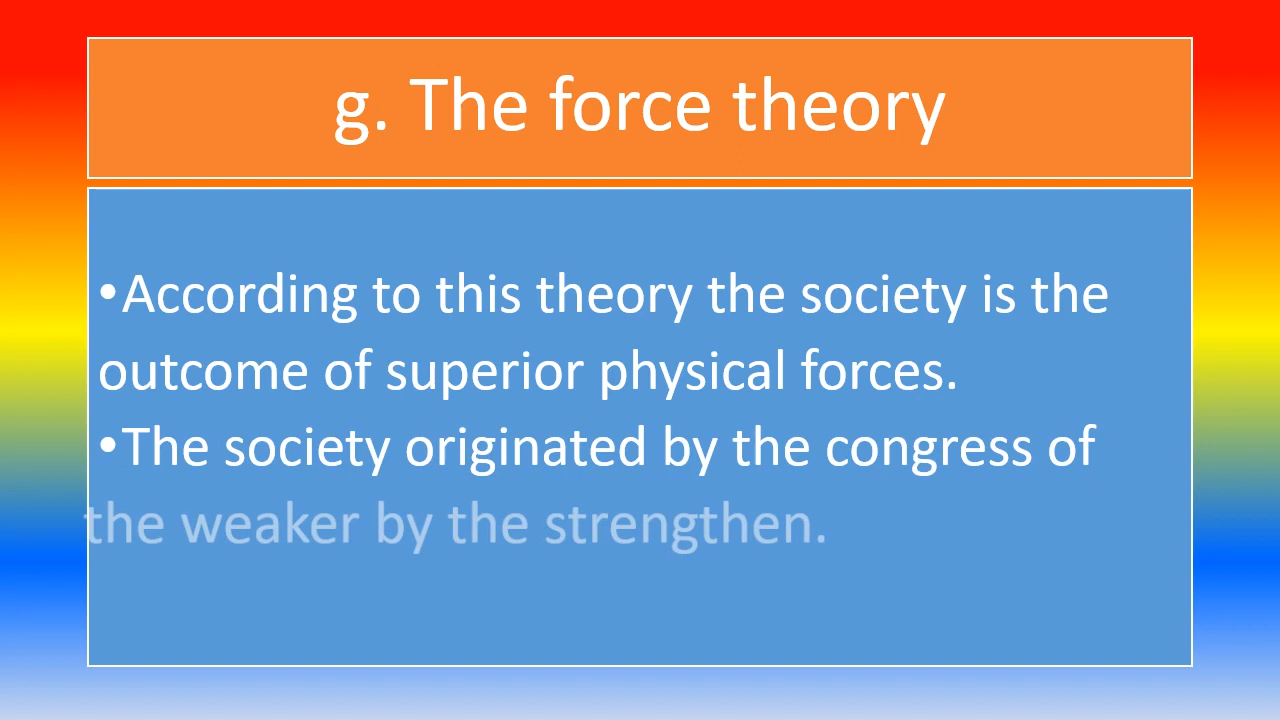 g. The force theory
•According to this theory the society is the
outcome of superior physical forces.
•The society originated by the congress of
the weaker by the strengthen.